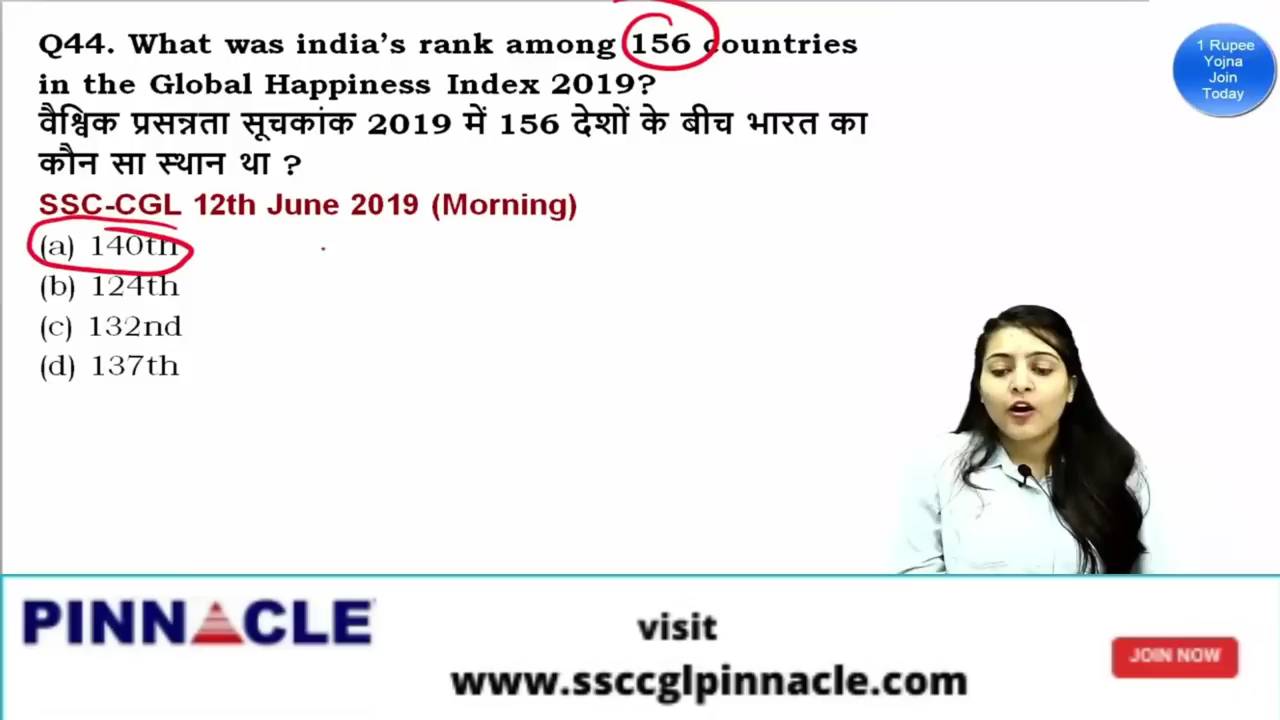 Q44. What was india's rank among 156 countries
in the Global Happiness Index 2019?
वैश्विक प्रसन्नता सूचकांक 2019 में 156 देशों के बीच भारत का
कौन सा स्थान था ?
SSC-CGL 12th June 2019 (Morning)
(a) 140th
(b) 124th
(c) 132nd
(d) 137th
1 Rupee
Yojna
Join
Today
PINNACLE
visit
www.ssccglpinnacle.com
JOIN NOW